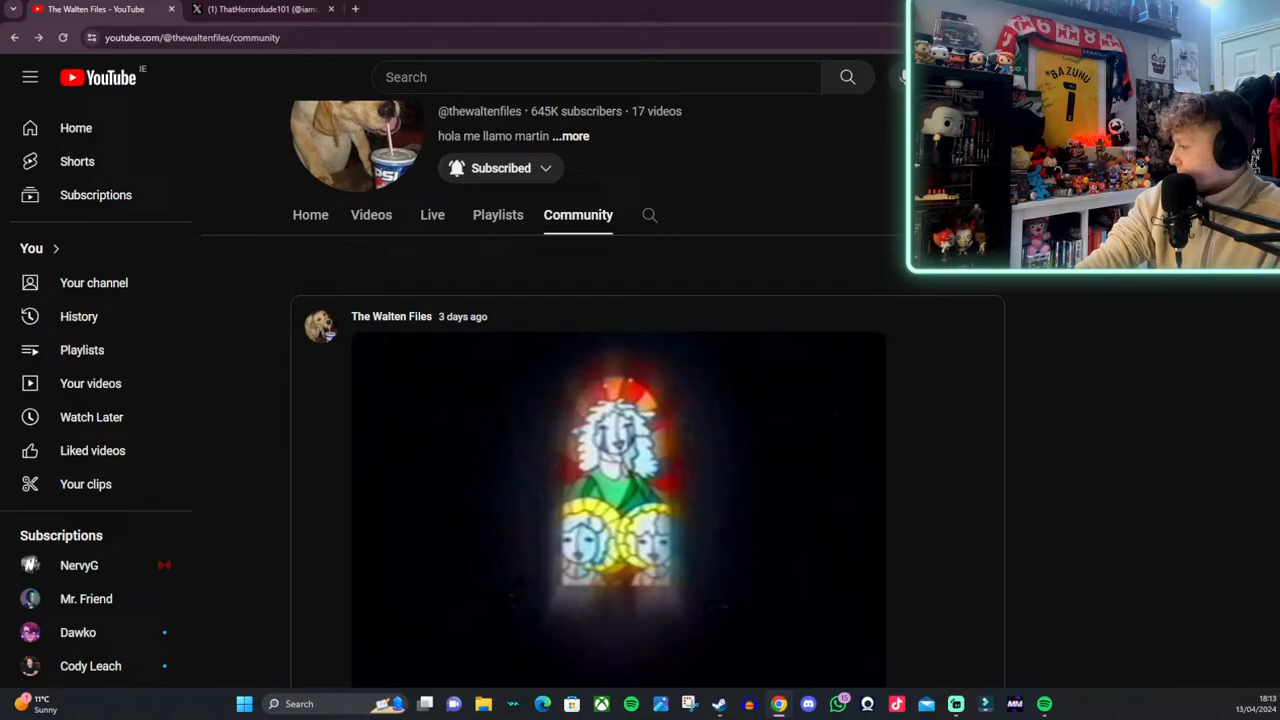 The Walten Files - YouTube
(1) ThatHorrordude101 (@iamc
youtube.com/@thewaltenfiles/community
YouTube IE
Search
@thewaltenfiles · 645K subscribers · 17 videos
hola me llamo martin ...more
Subscribed
Home
Shorts
Subscriptions
Home
Videos
Live
Playlists
Community
You
Your channel
History
Playlists
Your videos
Watch Later
Liked videos
Your clips
Subscriptions
NervyG
Mr. Friend
Dawko
Cody Leach
The Walten Files 3 days ago
BAZUNU
1
1
11°C
Sunny
Search
15
18:13
13/04/2024